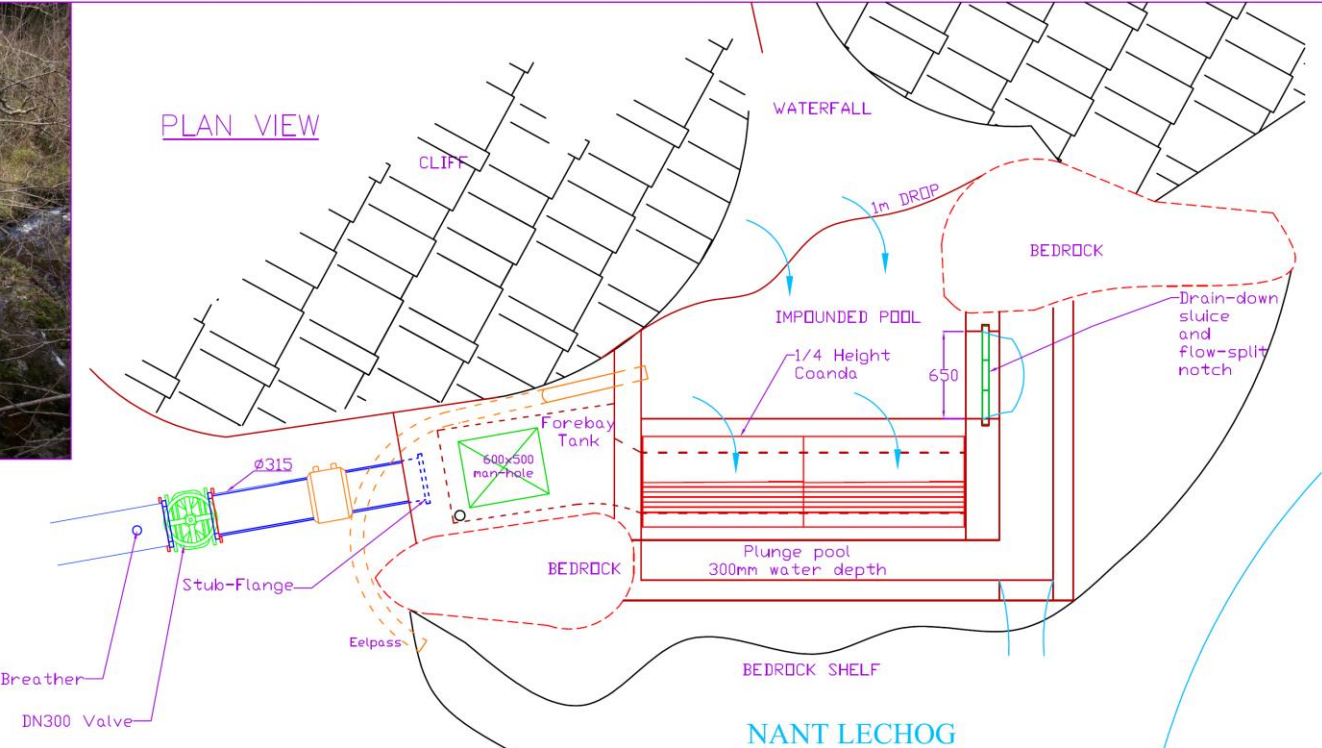 PLAN VIEW
WATERFALL
CLIFF
1m DROP
BEDROCK
IMPOUNDED POOL
Drain-down
sluice
and
flow-split
notch
1/4 Height
Coanda
650
Forebay
Tank
600x500
man-hole
Ø315
Plunge pool
300mm water depth
BEDROCK
Stub-Flange
Eelpass
BEDROCK SHELF
Breather
DN300 Valve
NANT LECHOG